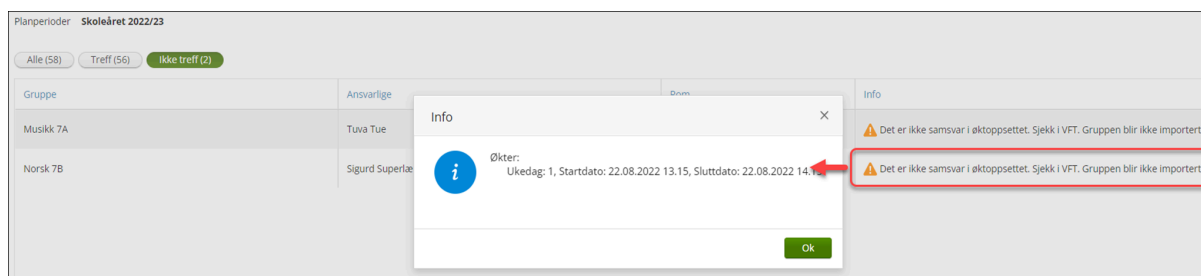 Planperioder Skoleåret 2022/23
Alle (58) Treff (56) Ikke treff (2)
Gruppe Ansvarlige Rom Info
Info ×
Musikk 7A Tuva Tue Det er ikke samsvar i øktoppsettet. Sjekk i VFT. Gruppen blir ikke importert
Økter:
Ukedag: 1, Startdato: 22.08.2022 13.15, Sluttdato: 22.08.2022
Norsk 7B Sigurd Det er ikke samsvar i øktoppsettet. Sjekk i VFT. Gruppen blir ikke importert
Ok